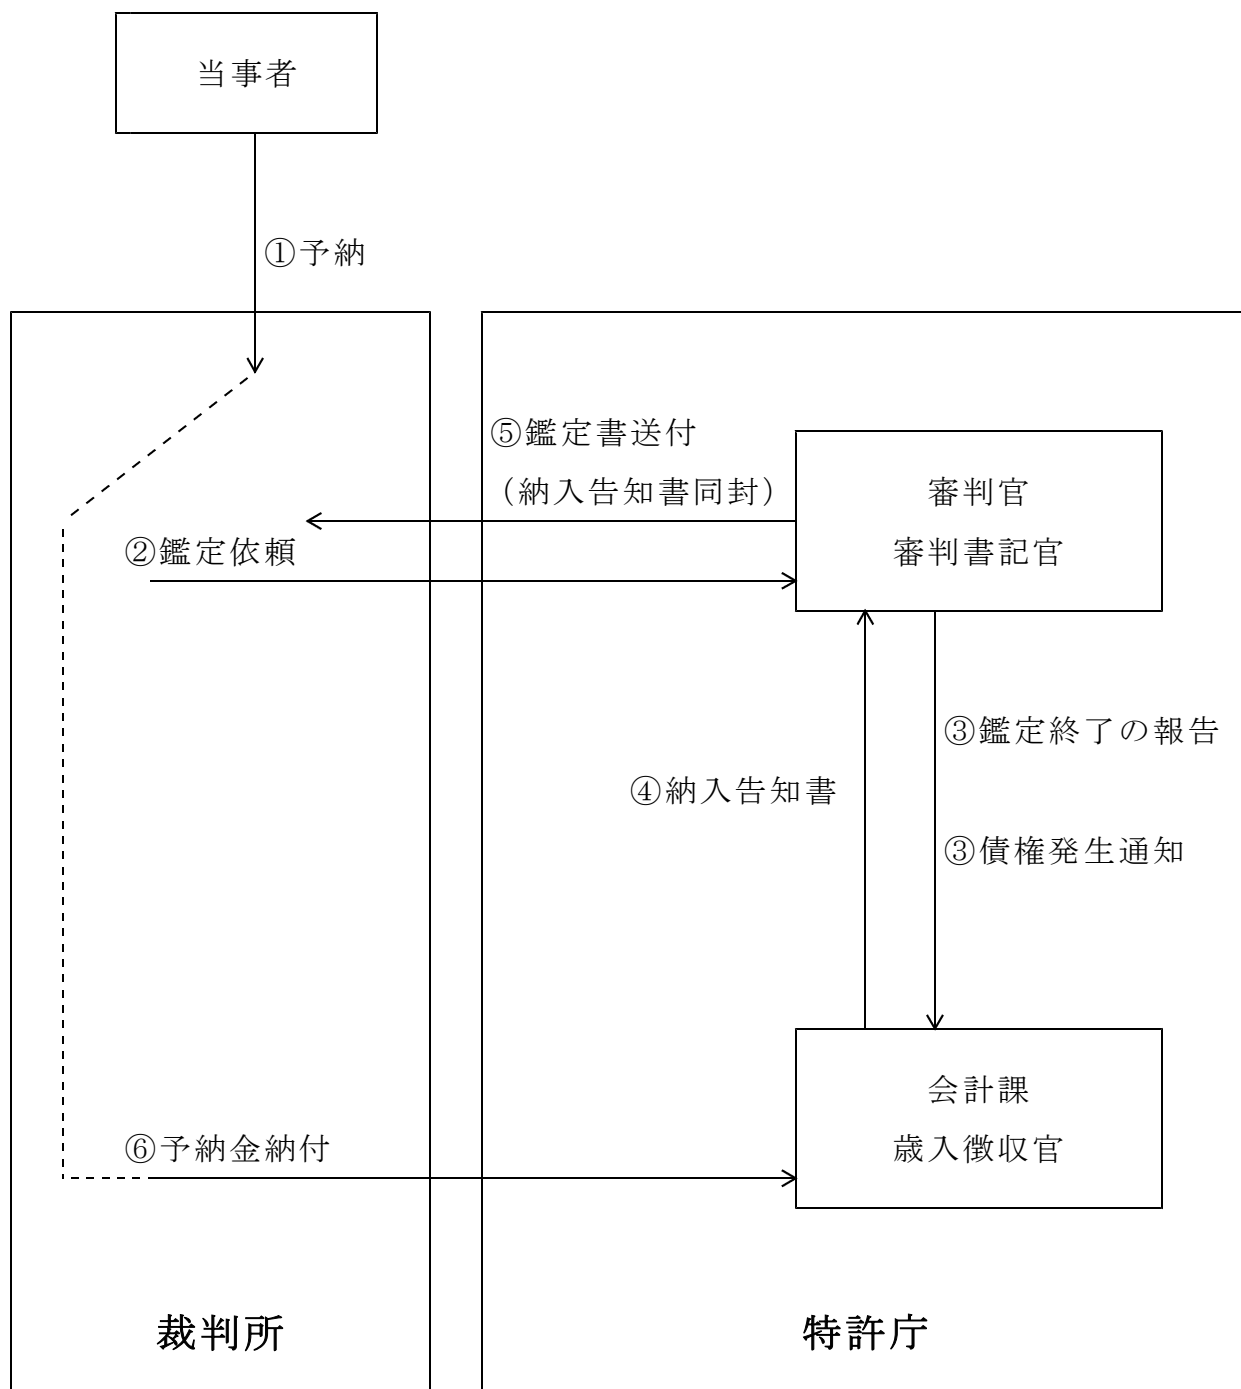 当事者
①予納
⑤鑑定書送付
（納入告知書同封）
審判官
審判書記官
②鑑定依頼
③鑑定終了の報告
④納入告知書
③債権発生通知
会計課
歳入徴収官
⑥予納金納付
裁判所
特許庁